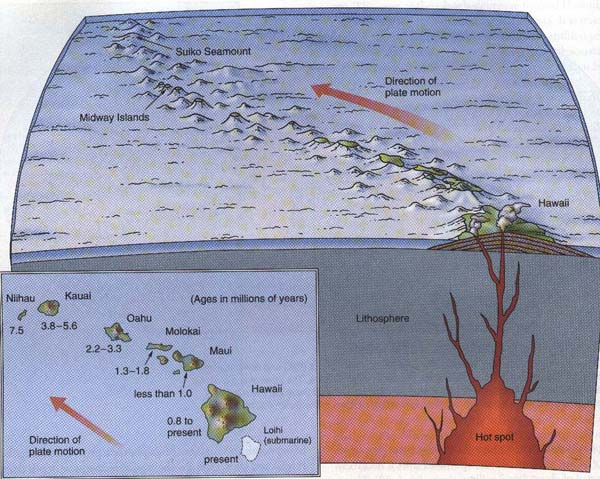 Suiko Seamount
Direction of
plate motion
Midway Islands
Hawaii
Lithosphere
Hot spot
(Ages in millions of years)
Niihau
7.5
Kauai
3.8–5.6
Oahu
2.2–3.3
Molokai
1.3–1.8
Maui
less than 1.0
Hawaii
0.8 to
present
Loihi
(submarine)
present
Direction of
plate motion